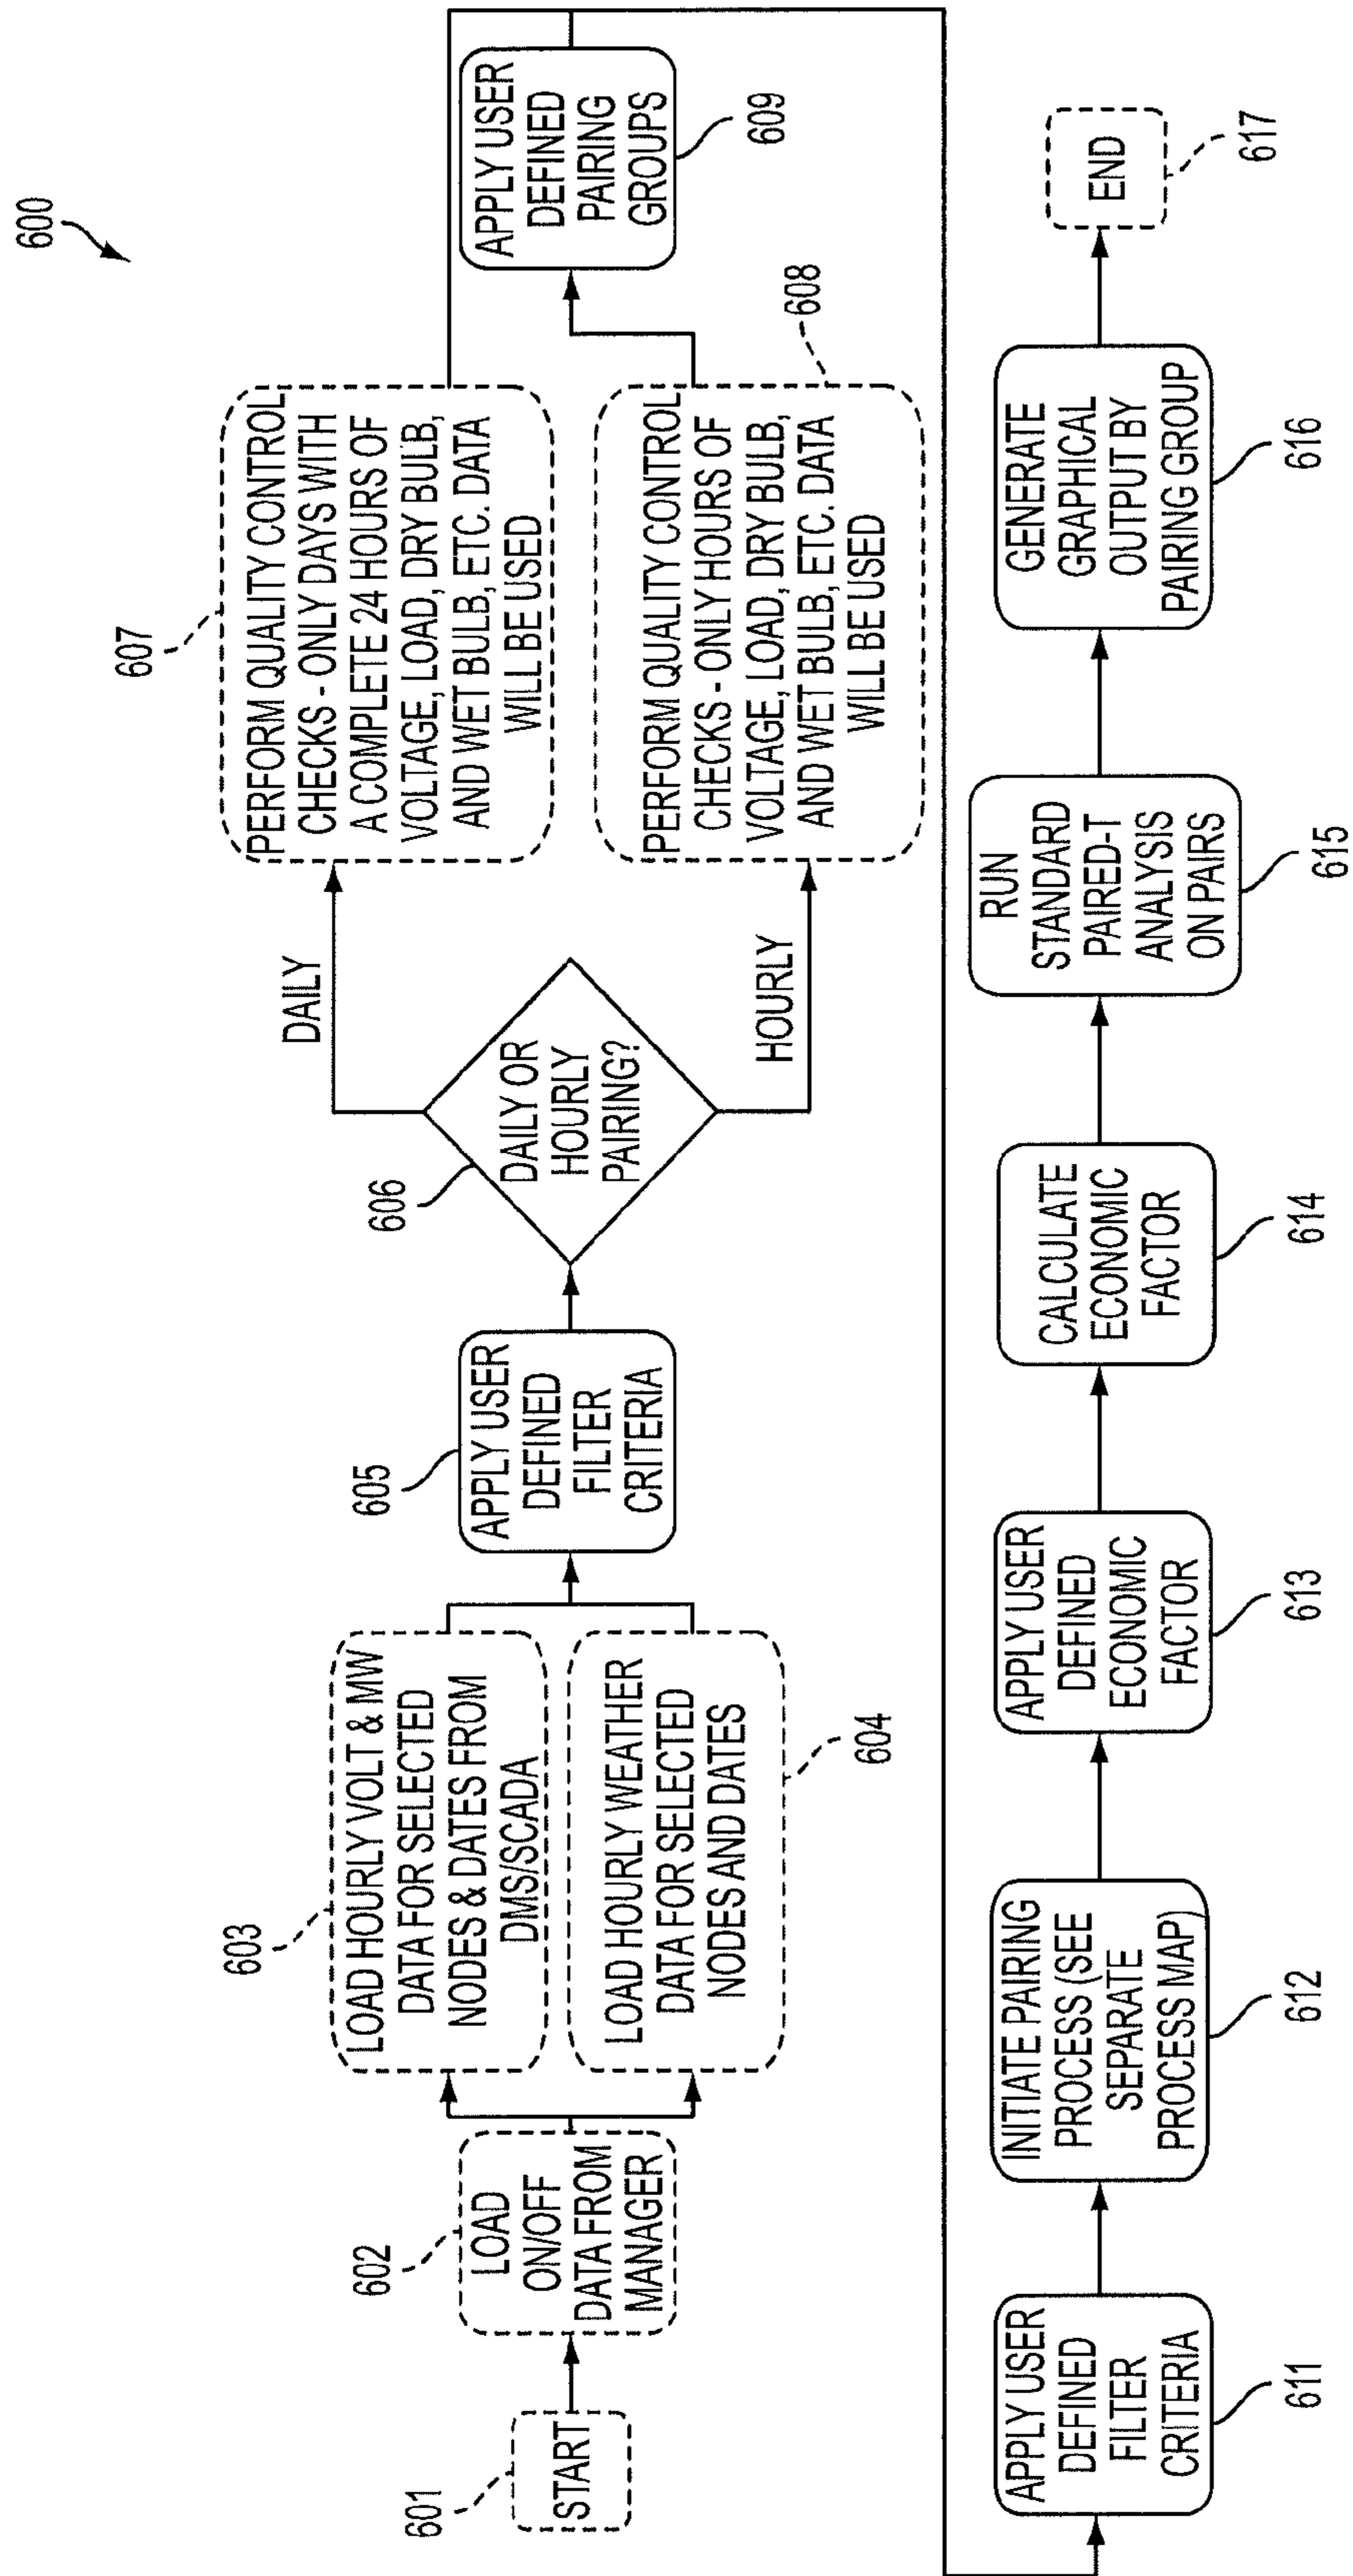 600
601
START
602
LOAD
ON/OFF
DATA FROM
MANAGER
603
LOAD HOURLY VOLT & MW
DATA FOR SELECTED
NODES & DATES FROM
DMS/SCADA
LOAD HOURLY WEATHER
DATA FOR SELECTED
NODES AND DATES
604
605
APPLY USER
DEFINED
FILTER
CRITERIA
606
DAILY OR
HOURLY
PAIRING?
DAILY
HOURLY
607
PERFORM QUALITY CONTROL
CHECKS - ONLY DAYS WITH
A COMPLETE 24 HOURS OF
VOLTAGE, LOAD, DRY BULB,
AND WET BULB, ETC. DATA
WILL BE USED
608
PERFORM QUALITY CONTROL
CHECKS - ONLY HOURS OF
VOLTAGE, LOAD, DRY BULB,
AND WET BULB, ETC. DATA
WILL BE USED
APPLY USER
DEFINED
PAIRING
GROUPS
609
APPLY USER
DEFINED
FILTER
CRITERIA
611
INITIATE PAIRING
PROCESS (SEE
SEPARATE
PROCESS MAP)
612
APPLY USER
DEFINED
ECONOMIC
FACTOR
613
CALCULATE
ECONOMIC
FACTOR
614
RUN
STANDARD
PAIRED-T
ANALYSIS
ON PAIRS
615
GENERATE
GRAPHICAL
OUTPUT BY
PAIRING GROUP
616
END
617